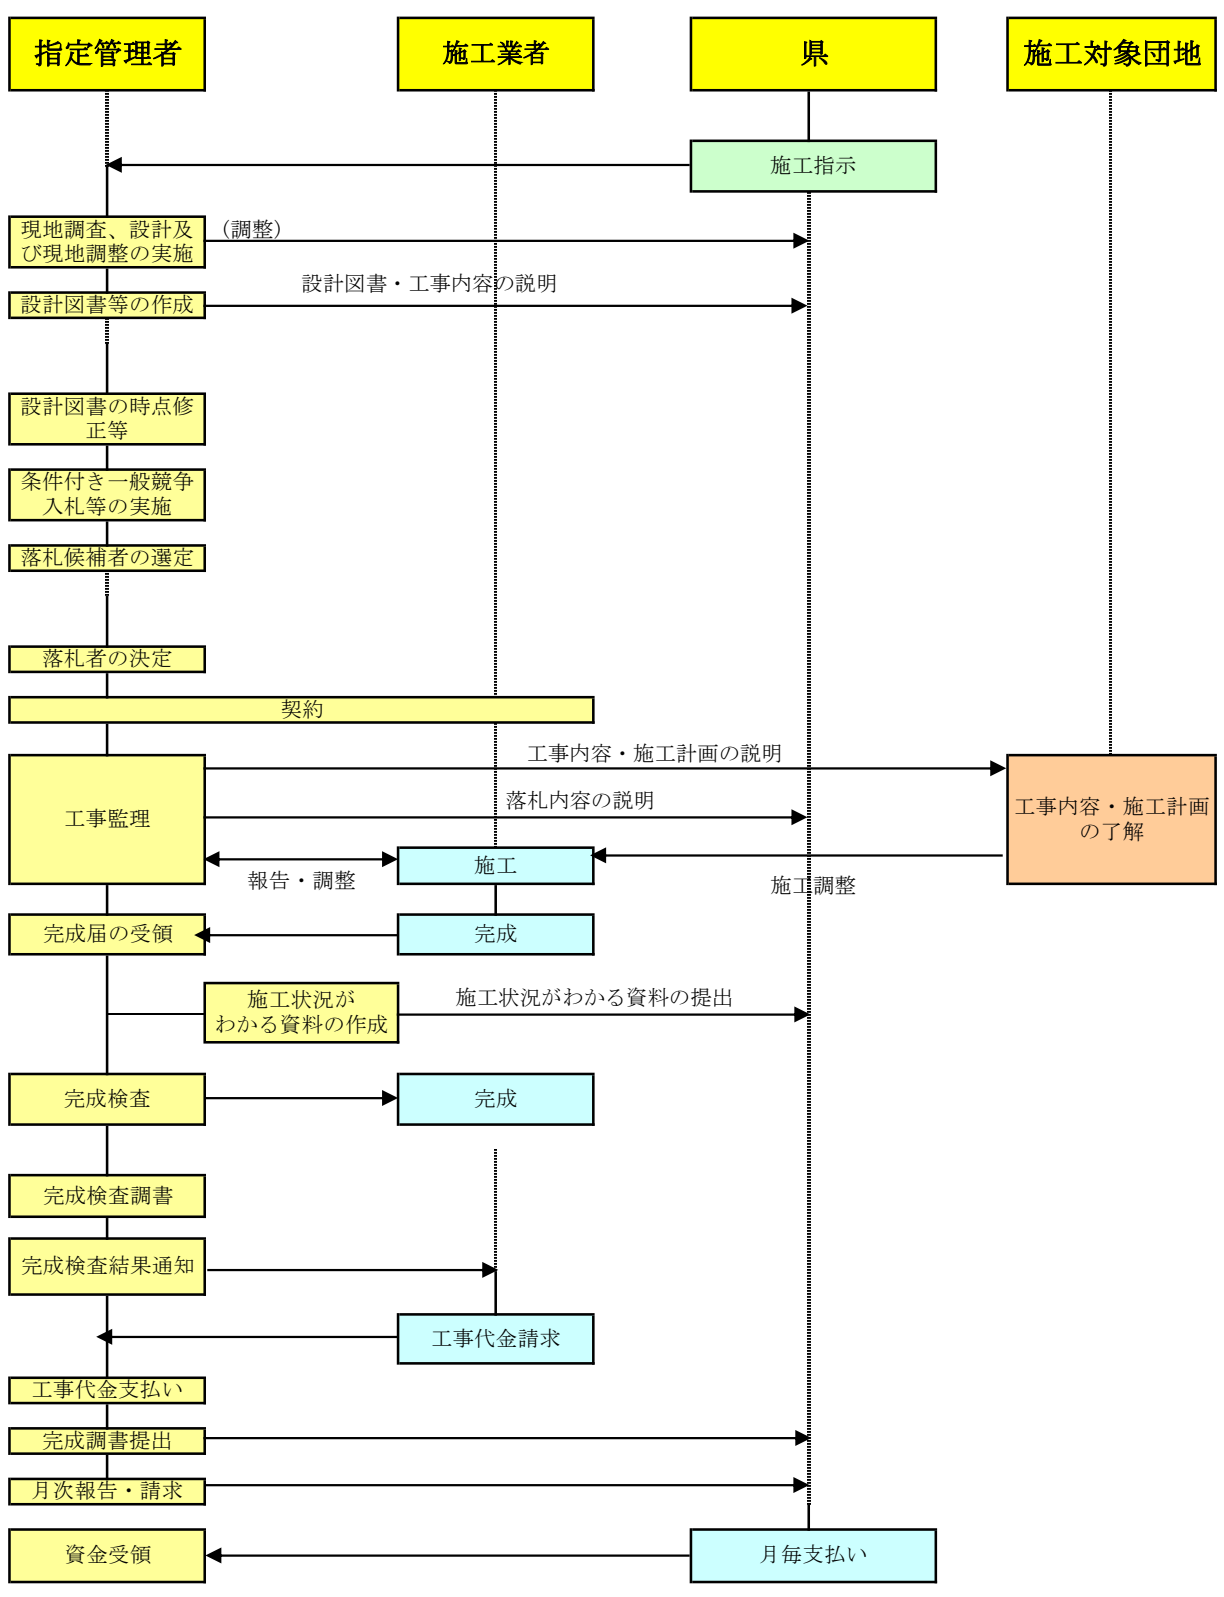 指定管理者
施工業者
県
施工対象団地
施工指示
現地調査、設計及
び現地調整の実施
（調整）
設計図書・工事内容の説明
設計図書等の作成
設計図書の時点修
正等
条件付き一般競争
入札等の実施
落札候補者の選定
落札者の決定
契約
工事内容・施工計画の説明
工事監理
落札内容の説明
工事内容・施工計画
の了解
施工
報告・調整
施工調整
完成届の受領
完成
施工状況が
わかる資料の作成
施工状況がわかる資料の提出
完成検査
完成
完成検査調書
完成検査結果通知
工事代金請求
工事代金支払い
完成調書提出
月次報告・請求
資金受領
月毎支払い